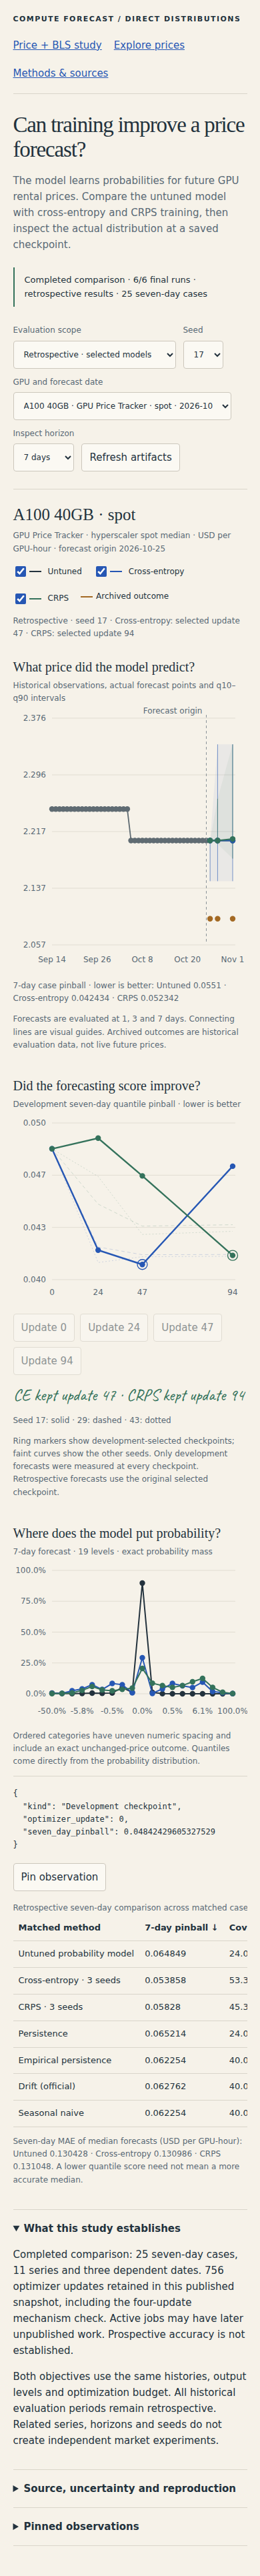 COMPUTE FORECAST / DIRECT DISTRIBUTIONS
Price + BLS study Explore prices
Methods & sources
Can training improve a price
forecast?
The model learns probabilities for future GPU
rental prices. Compare the untuned model
with cross-entropy and CRPS training, then
inspect the actual distribution at a saved
checkpoint.
Completed comparison · 6/6 final runs ·
retrospective results · 25 seven-day cases
Evaluation scope Seed
Retrospective · selected models 17
GPU and forecast date
A100 40GB · GPU Price Tracker · spot · 2026-10
Inspect horizon
7 days Refresh artifacts
A100 40GB · spot
GPU Price Tracker · hyperscaler spot median · USD per
GPU-hour · forecast origin 2026-10-25
Untuned Cross-entropy
CRPS Archived outcome
Retrospective · seed 17 · Cross-entropy: selected update
47 · CRPS: selected update 94
What price did the model predict?
Historical observations, actual forecast points and q10–
q90 intervals
Forecast origin
2.376
2.296
2.217
2.137
2.057
Sep 14 Sep 26 Oct 8 Oct 20 Nov 1
7-day case pinball · lower is better: Untuned 0.0551 ·
Cross-entropy 0.042434 · CRPS 0.052342
Forecasts are evaluated at 1, 3 and 7 days. Connecting
lines are visual guides. Archived outcomes are historical
evaluation data, not live future prices.
Did the forecasting score improve?
Development seven-day quantile pinball · lower is better
0.050
0.047
0.043
0.040
0 24 47 94
Update 0 Update 24 Update 47
Update 94
CE kept update 47 · CRPS kept update 94
Seed 17: solid · 29: dashed · 43: dotted
Ring markers show development-selected checkpoints;
faint curves show the other seeds. Only development
forecasts were measured at every checkpoint.
Retrospective forecasts use the original selected
checkpoint.
Where does the model put probability?
7-day forecast · 19 levels · exact probability mass
100.0%
75.0%
50.0%
25.0%
0.0%
-50.0% -5.8% -0.5% 0.0% 0.5% 6.1% 100.0%
Ordered categories have uneven numeric spacing and
include an exact unchanged-price outcome. Quantiles
come directly from the probability distribution.
{
"kind": "Development checkpoint",
"optimizer_update": 0,
"seven_day_pinball": 0.04842429605327529
}
Pin observation
Retrospective seven-day comparison across matched case
Matched method 7-day pinball ↓ Cov
Untuned probability model 0.064849 24.0
Cross-entropy · 3 seeds 0.053858 53.3
CRPS · 3 seeds 0.05828 45.3
Persistence 0.065214 24.0
Empirical persistence 0.062254 40.0
Drift (official) 0.062762 40.0
Seasonal naive 0.062254 40.0
Seven-day MAE of median forecasts (USD per GPU-hour):
Untuned 0.130428 · Cross-entropy 0.130986 · CRPS
0.131048. A lower quantile score need not mean a more
accurate median.
▼ What this study establishes
Completed comparison: 25 seven-day cases,
11 series and three dependent dates. 756
optimizer updates retained in this published
snapshot, including the four-update
mechanism check. Active jobs may have later
unpublished work. Prospective accuracy is not
established.
Both objectives use the same histories, output
levels and optimization budget. All historical
evaluation periods remain retrospective.
Related series, horizons and seeds do not
create independent market experiments.
▶ Source, uncertainty and reproduction
▶ Pinned observations